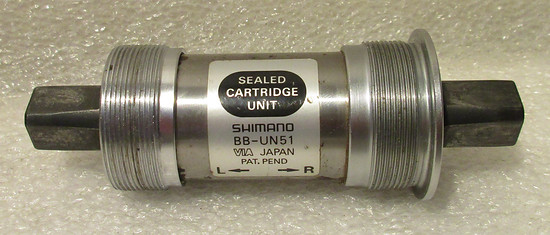 SEALED
CARTRIDGE
UNIT
SHIMANO
BB-UN51
VIA JAPAN
PAT. PEND
L ← → R